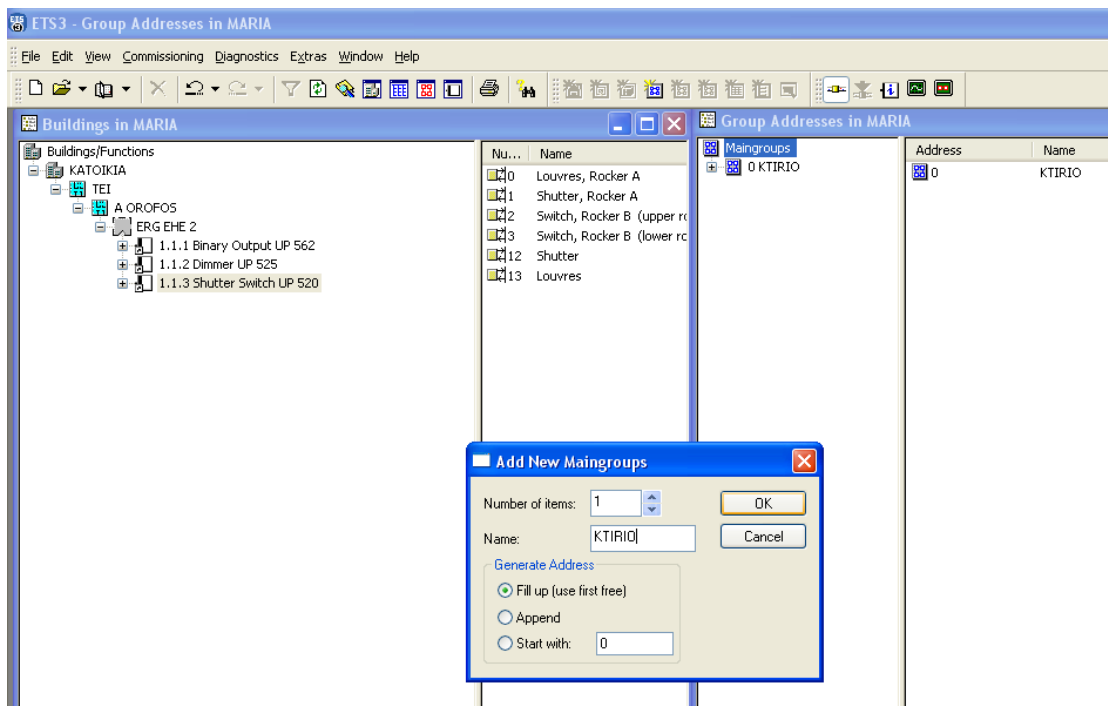 ETS3 - Group Addresses in MARIA
File Edit View Commissioning Diagnostics Extras Window Help
Buildings in MARIA
Buildings/Functions
KATOIKIA
TEI
A OROFOS
ERG EHE 2
1.1.1 Binary Output UP 562
1.1.2 Dimmer UP 525
1.1.3 Shutter Switch UP 520
Nu... Name
0 Louvres, Rocker A
1 Shutter, Rocker A
2 Switch, Rocker B (upper ro
3 Switch, Rocker B (lower rc
12 Shutter
13 Louvres
Group Addresses in MARIA
Maingroups
0 KTIRIO
Address Name
0 KTIRIO
Add New Maingroups
Number of items: 1
OK
Name: KTIRIO
Cancel
Generate Address
Fill up (use first free)
Append
Start with: 0